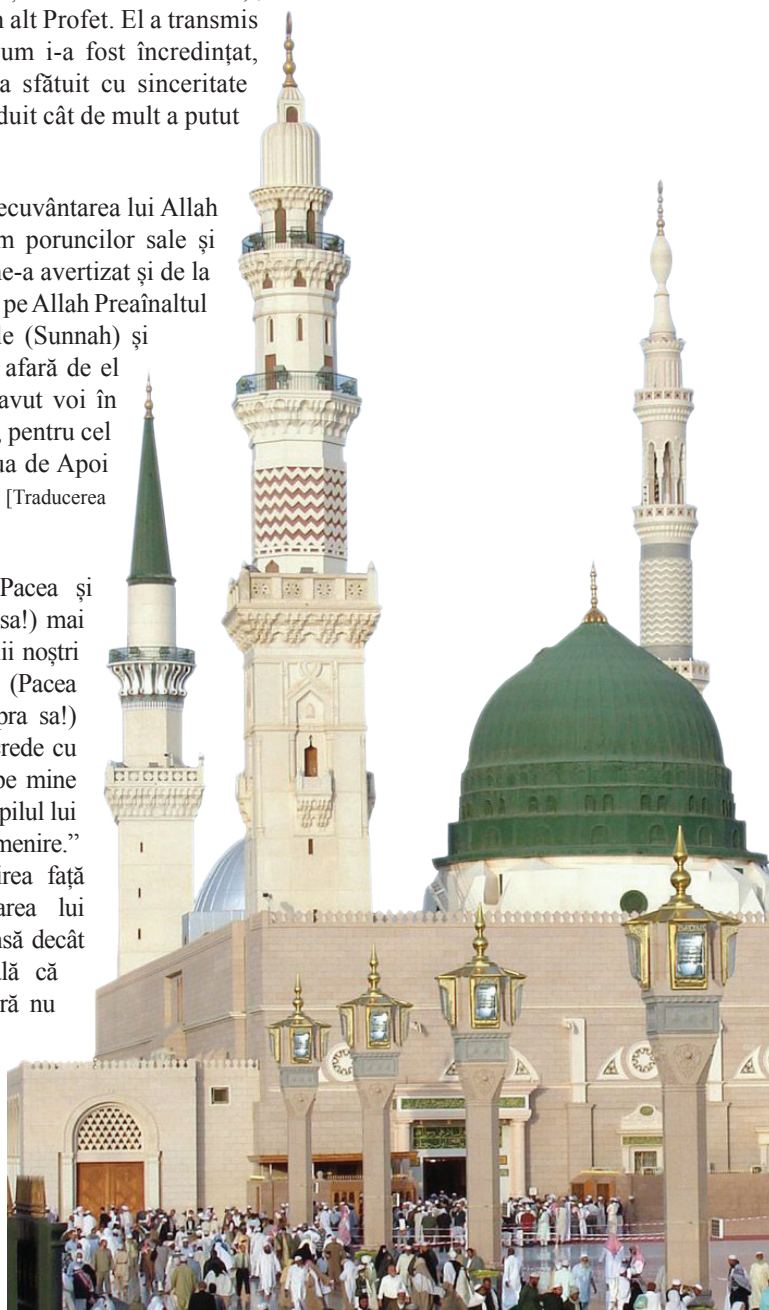 alt Profet. El a transmis
um i-a fost încredințat,
a sfătuit cu sinceritate
duit cât de mult a putut
ecuvântarea lui Allah
m poruncilor sale și
ne-a avertizat și de la
pe Allah Preaînaltul
le (Sunnah) și
afară de el
avut voi în
, pentru cel
ua de Apoi
[Traducerea
Pacea și
sa!) mai
ii noștri
(Pacea
pra sa!)
rede cu
pe mine
pilul lui
menire.”
irea față
area lui
nsă decât
lă că
ră nu